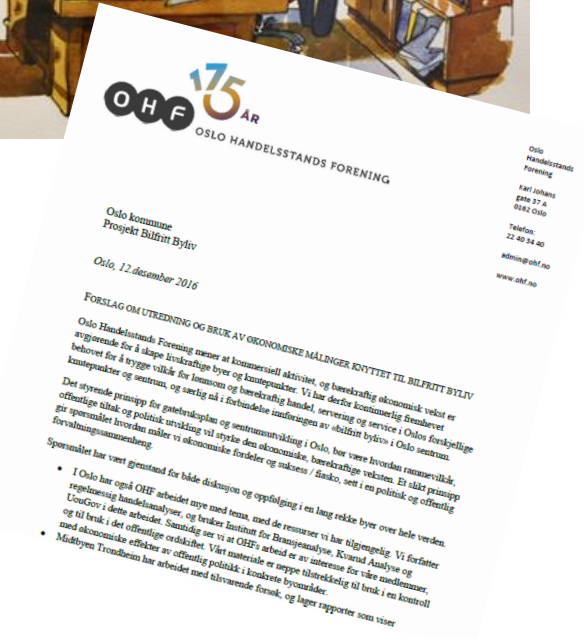 175 ÅR
OHF
OSLO HANDELSSTANDS FORENING
Oslo
Handelsstands
Forening
Karl Johans
gate 37 A
0162 Oslo
Telefon:
22 40 34 40
admin@ohf.no
www.ohf.no
Oslo kommune
Prosjekt Bilfritt Byliv
Oslo, 12.desember 2016
FORSLAG OM UTREDNING OG BRUK AV ØKONOMISKE MÅLINGER KNYTTET TIL BILFRITT BYLIV
Oslo Handelsstands Forening mener at kommersiell aktivitet, og bærekraftig økonomisk vekst er
avgjørende for å skape livskraftige byer og knutepunkter. Vi har derfor kontinuerlig fremhevet
behovet for å trygge vilkår for lønnsom og bærekraftig handel, servering og service i Oslos forskjellige
knutepunkter og sentrum, og særlig nå i forbindelse innføringen av «bilfritt byliv» i Oslo sentrum.
Det styrende prinsipp for gatebruksplan og sentrumsutvikling i Oslo, bør være hvordan rammevilkår,
offentlige tiltak og politisk utvikling vil styrke den økonomiske, bærekraftige veksten. Et slikt prinsipp
gir spørsmålet hvordan måler vi økonomiske fordeler og suksess / fiasko, sett i en politisk og offentlig
forvaltningssammenheng.
Spørsmålet har vært gjenstand for både diskusjon og oppfølging i en lang rekke byer over hele verden.
• I Oslo har også OHF arbeidet mye med tema, med de ressurser vi har tilgjengelig. Vi forfatter
regelmessig handelsanalyser, og bruker Institutt for Bransjeanalyse, Kvarud Analyse og
UouGov i dette arbeidet. Samtidig ser vi at OHFs arbeid er av interesse for våre medlemmer,
og til bruk i det offentlige ordskiftet. Vårt materiale er neppe tilstrekkelig til bruk i en kontroll
med økonomiske effekter av offentlig politikk i konkrete byområder.
• Midtbyen Trondheim har arbeidet med tilsvarende forsøk, og lager rapporter som viser